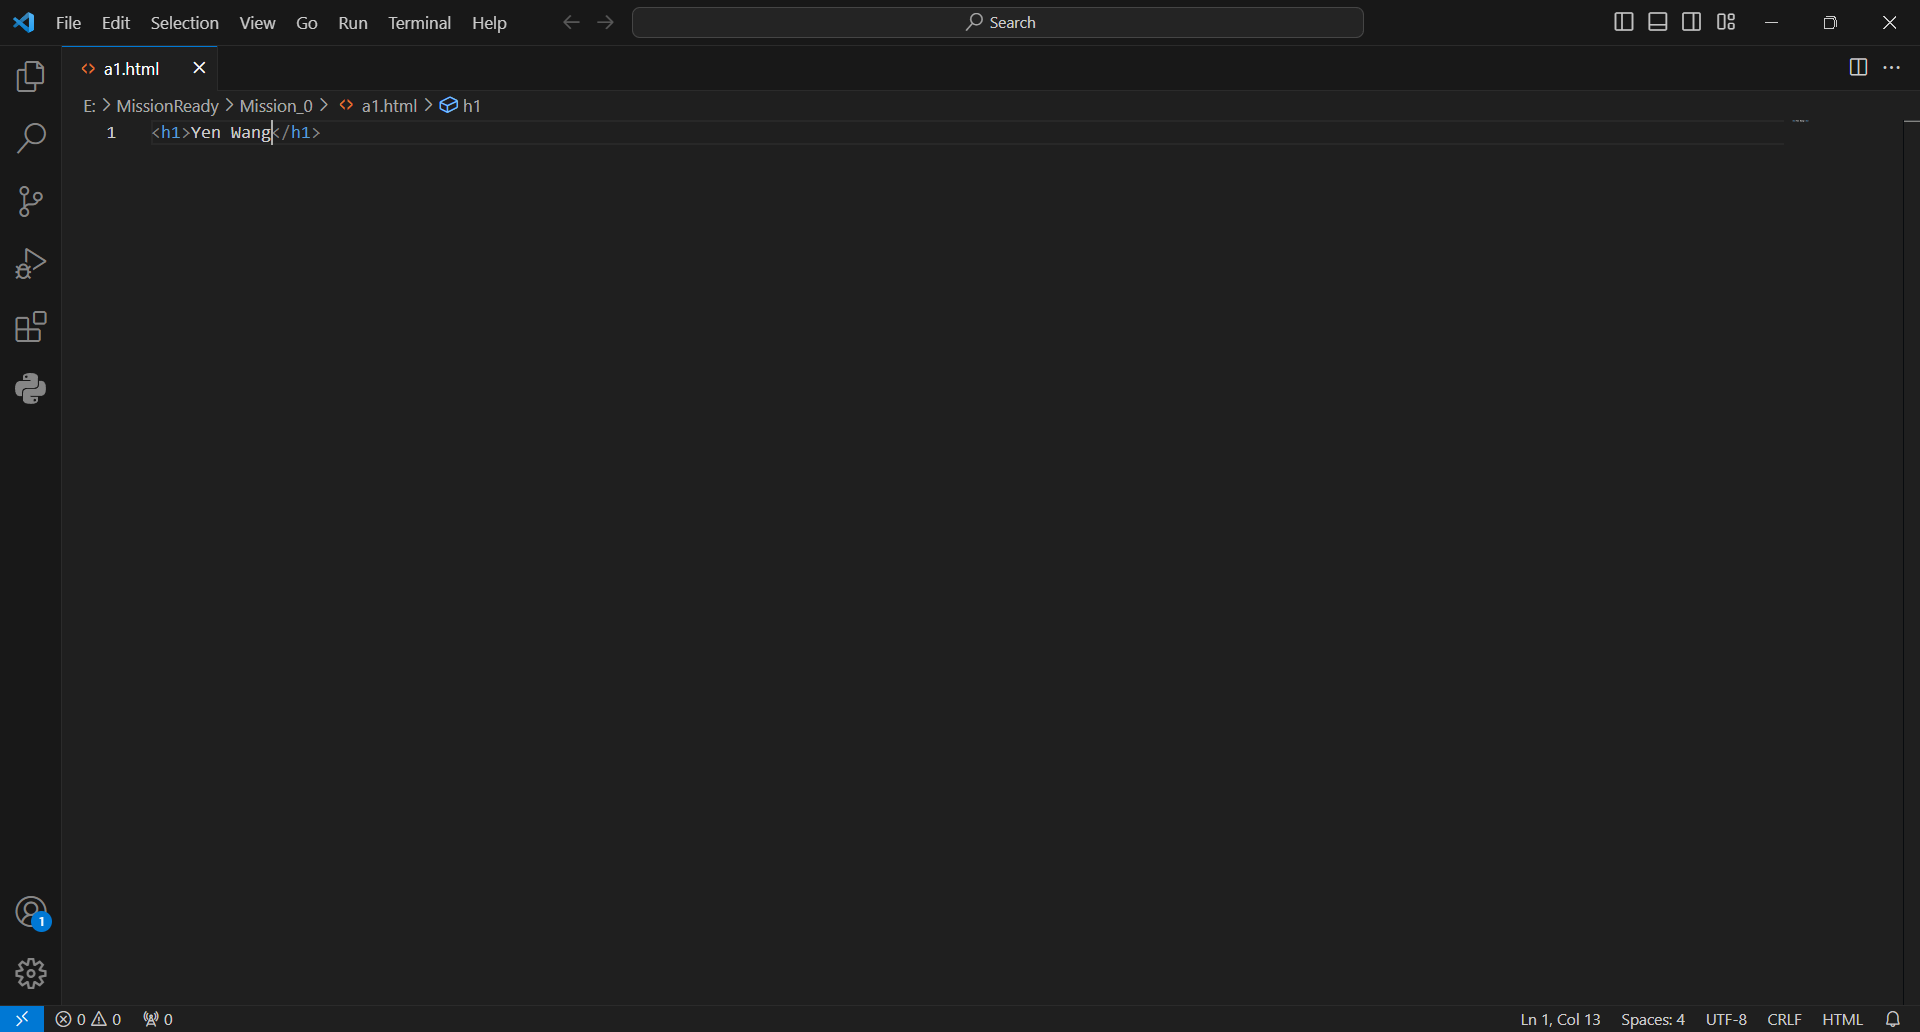 File Edit Selection View Go Run Terminal Help Search
a1.html
E: > MissionReady > Mission_0 > <> a1.html > h1
1 <h1>Yen Wang</h1>
1
0 0 0 Ln 1, Col 13 Spaces: 4 UTF-8 CRLF HTML